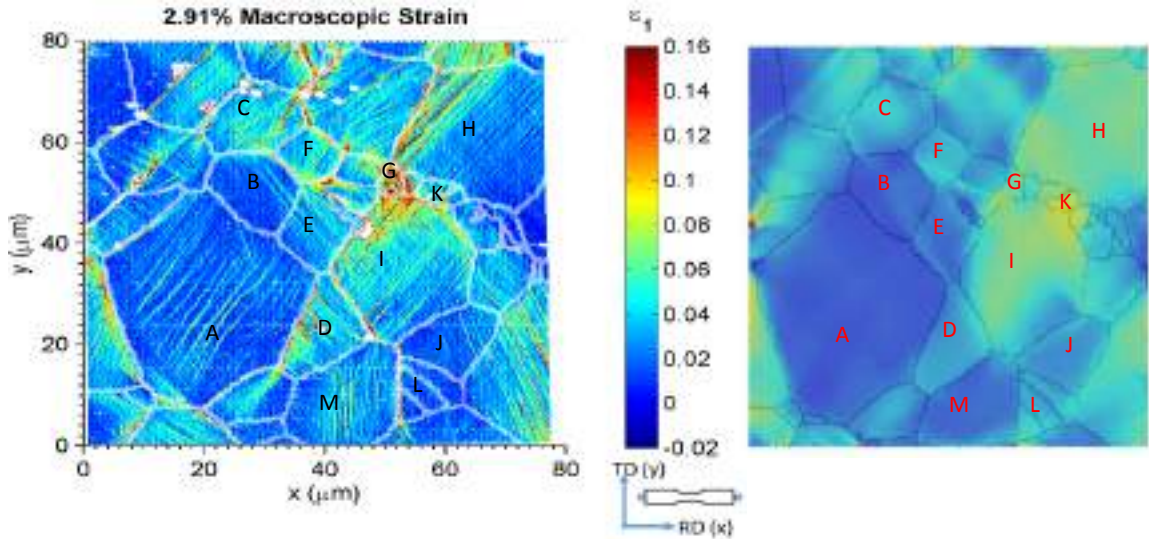 2.91% Macroscopic Strain
80
60
40
20
0
y (μm)
0
20
40
60
80
x (μm)
C
F
H
B
G
K
E
I
A
D
J
L
M
ε1
0.16
0.14
0.12
0.1
0.08
0.06
0.04
0.02
0
-0.02
TD (y)
RD (x)
C
H
F
B
G
K
E
I
A
D
J
M
L